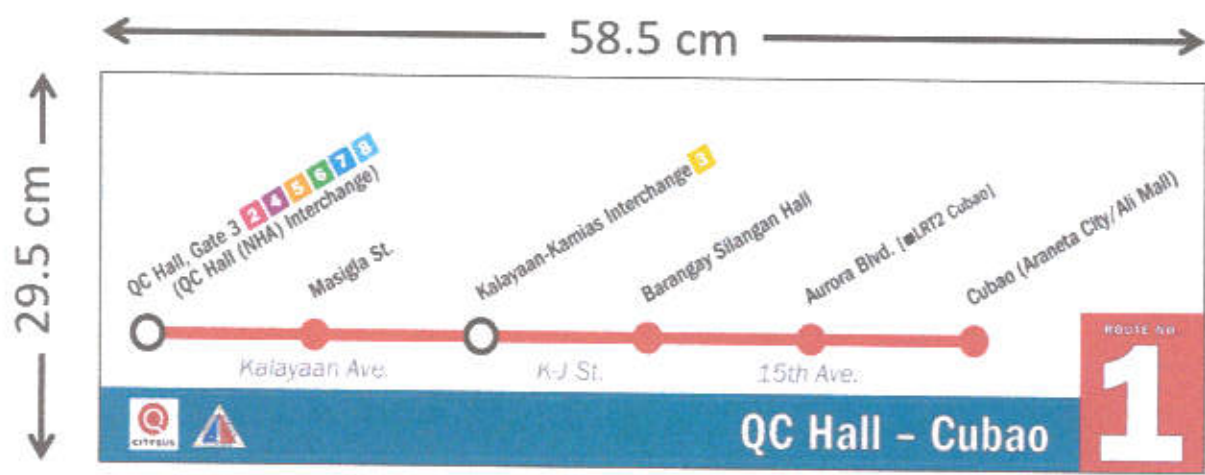 58.5 cm
29.5 cm
QC Hall, Gate 3 2 4 5 6 7 8
(QC Hall (NHA) Interchange)
Masigla St.
Kalayaan-Kamias Interchange 3
Barangay Silangan Hall
Aurora Blvd. [LRT2 Cubao]
Cubao (Araneta City/Ali Mall)
Kalayaan Ave.
K-J St.
15th Ave.
ROUTE NO.
1
CITYBUS
QC Hall – Cubao